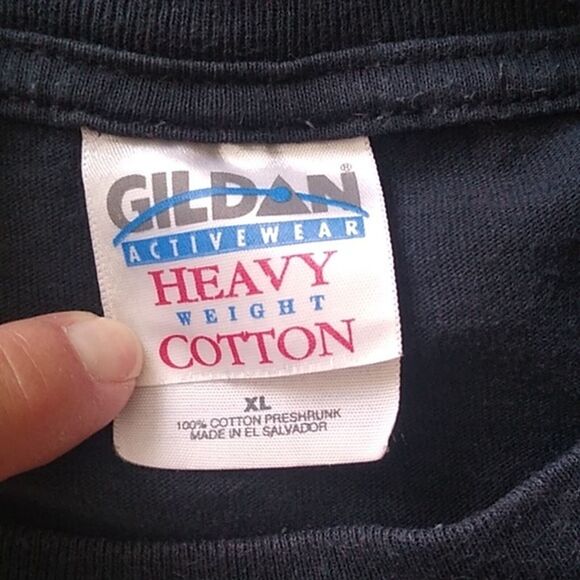 GILDAN®
ACTIVEWEAR
HEAVY
WEIGHT
COTTON
XL
100% COTTON PRESHRUNK
MADE IN EL SALVADOR